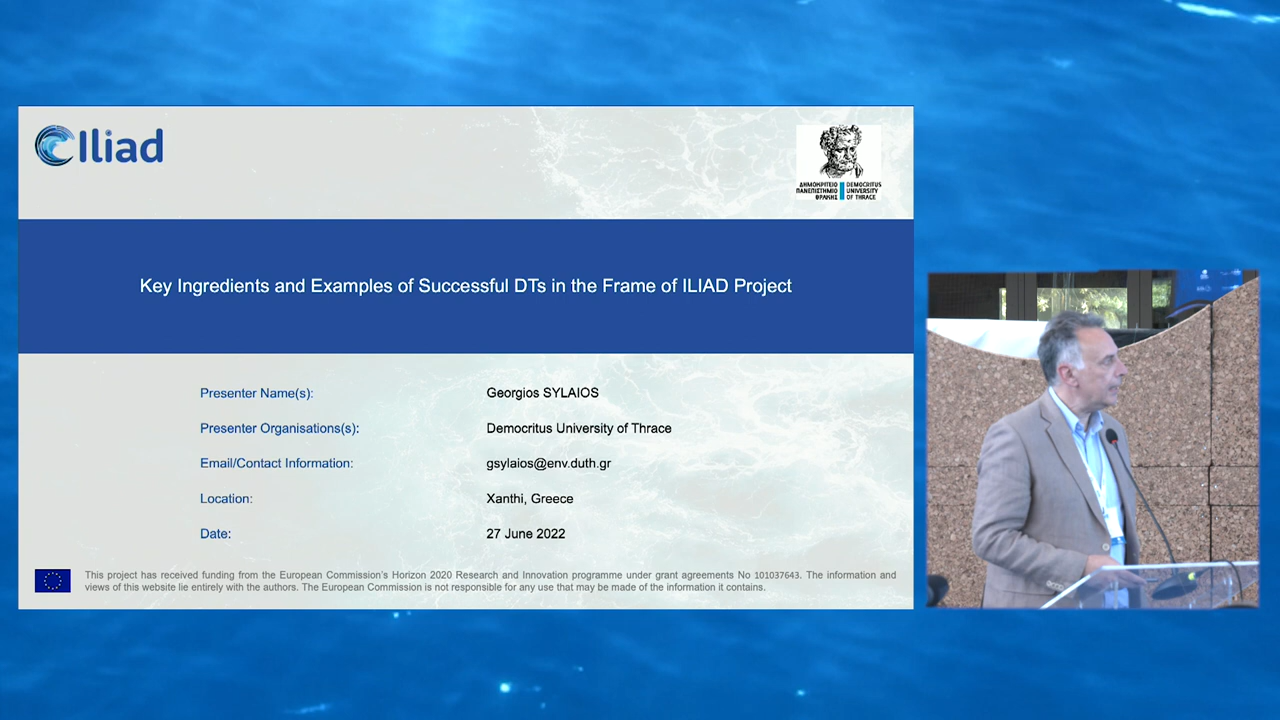 Iliad
ΔΗΜΟΚΡΙΤΕΙΟ
ΠΑΝΕΠΙΣΤΗΜΙΟ
ΘΡΑΚΗΣ
DEMOCRITUS
UNIVERSITY
OF THRACE
Key Ingredients and Examples of Successful DTs in the Frame of ILIAD Project
Presenter Name(s): Georgios SYLAIOS
Presenter Organisations(s): Democritus University of Thrace
Email/Contact Information: gsylaios@env.duth.gr
Location: Xanthi, Greece
Date: 27 June 2022
This project has received funding from the European Commission's Horizon 2020 Research and Innovation programme under grant agreements No 101037643. The information and
views of this website lie entirely with the authors. The European Commission is not responsible for any use that may be made of the information it contains.